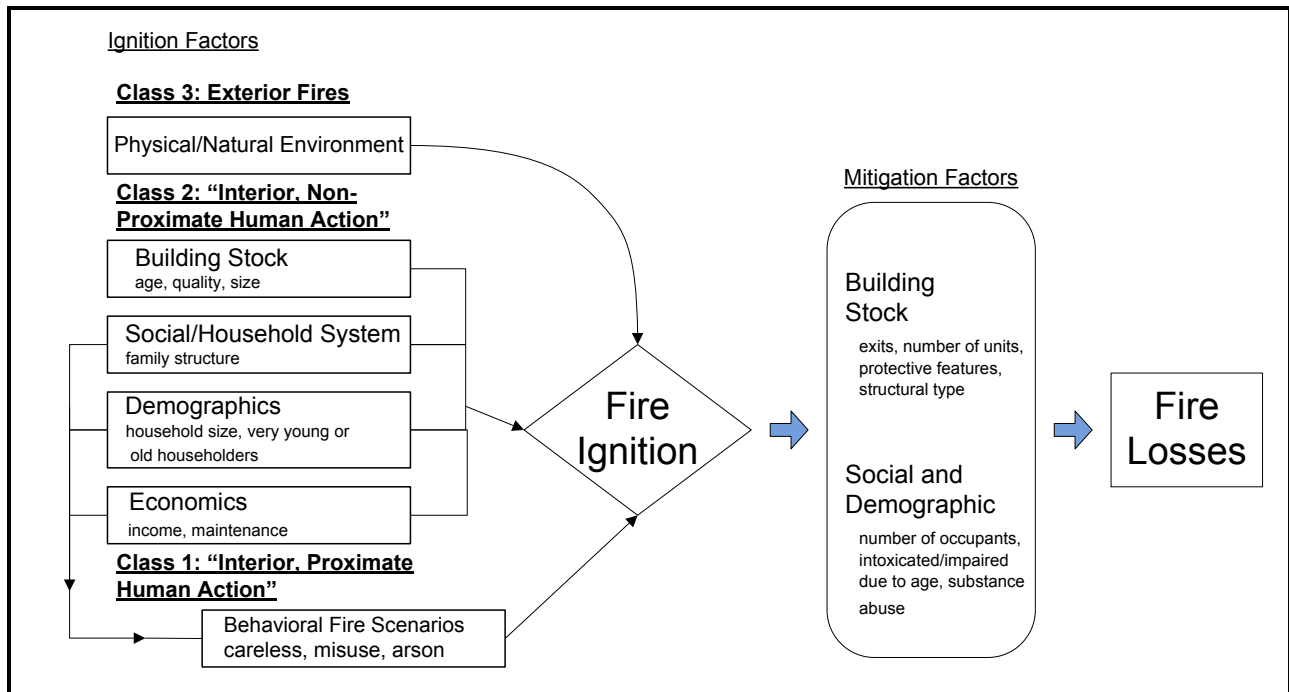 Ignition Factors
Class 3: Exterior Fires
Physical/Natural Environment
Class 2: “Interior, Non-
Proximate Human Action”
Building Stock
age, quality, size
Social/Household System
family structure
Demographics
household size, very young or
old householders
Economics
income, maintenance
Class 1: “Interior, Proximate
Human Action”
Behavioral Fire Scenarios
careless, misuse, arson
Fire
Ignition
Mitigation Factors
Building
Stock
exits, number of units,
protective features,
structural type
Social and
Demographic
number of occupants,
intoxicated/impaired
due to age, substance
abuse
Fire
Losses